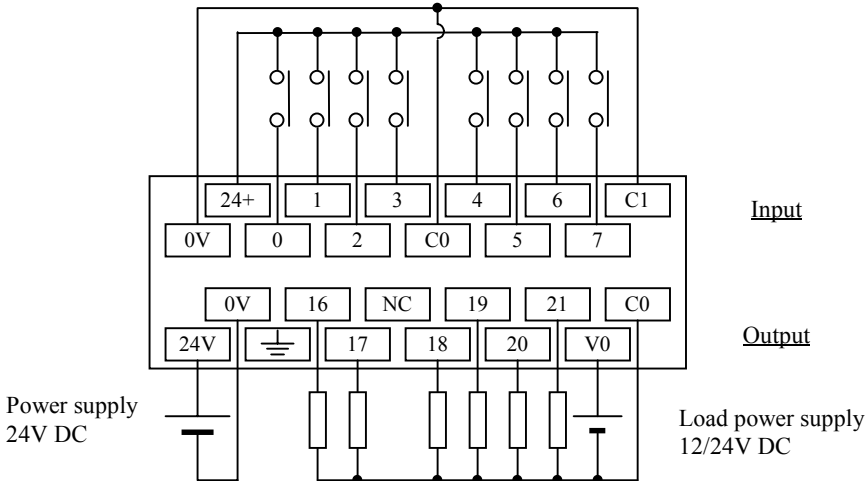 24+ 1 3 4 6 C1
Input
0V 0 2 C0 5 7
0V 16 NC 19 21 C0
Output
24V 17 18 20 V0
Power supply
24V DC
Load power supply
12/24V DC